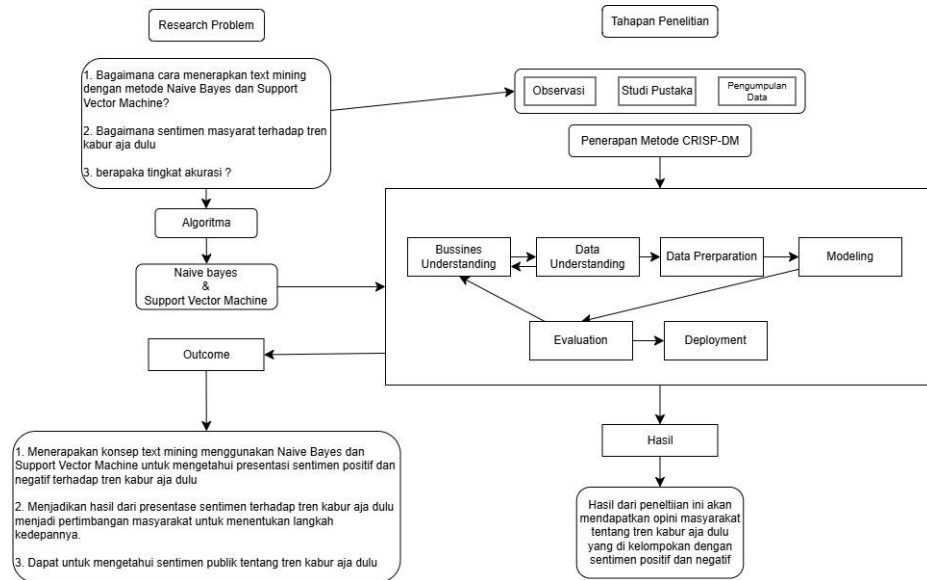 Research Problem
Tahapan Penelitian
1. Bagaimana cara menerapkan text mining
dengan metode Naive Bayes dan Support
Vector Machine?
2. Bagaimana sentimen masyarat terhadap tren
kabur aja dulu
3. berapaka tingkat akurasi ?
Observasi
Studi Pustaka
Pengumpulan
Data
Penerapan Metode CRISP-DM
Algoritma
Naive bayes
&
Support Vector Machine
Bussines
Understanding
Data
Understanding
Data Prerparation
Modeling
Evaluation
Deployment
Outcome
Hasil
1. Menerapakan konsep text mining menggunakan Naive Bayes dan
Support Vector Machine untuk mengetahui presentasi sentimen positif dan
negatif terhadap tren kabur aja dulu
2. Menjadikan hasil dari presentase sentimen terhadap tren kabur aja dulu
menjadi pertimbangan masyarakat untuk menentukan langkah
kedepannya.
3. Dapat untuk mengetahui sentimen publik tentang tren kabur aja dulu
Hasil dari peneltiian ini akan
mendapatkan opini masyarakat
tentang tren kabur aja dulu
yang di kelompokan dengan
sentimen positif dan negatif